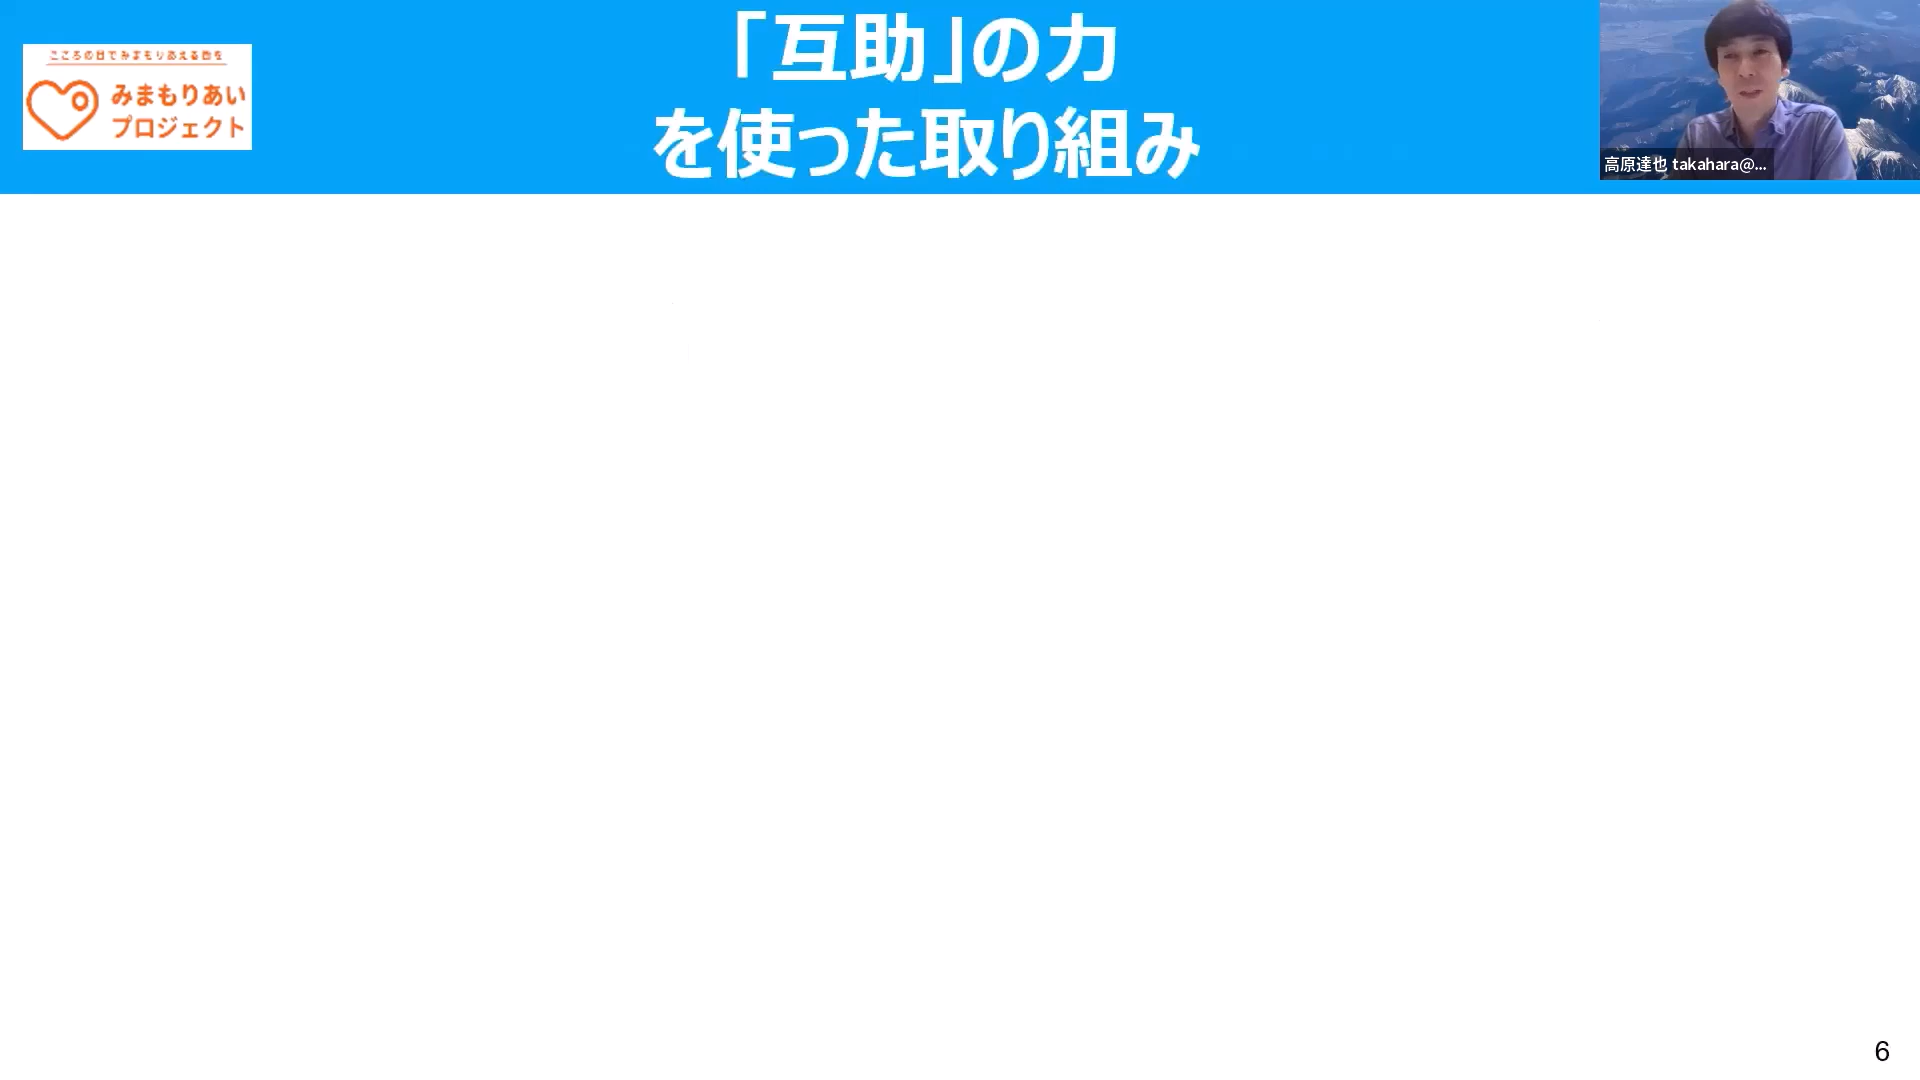 こころの目でみまもりあえる街を
みまもりあい
プロジェクト
「互助」の力
を使った取り組み
高原達也 takahara@...
6